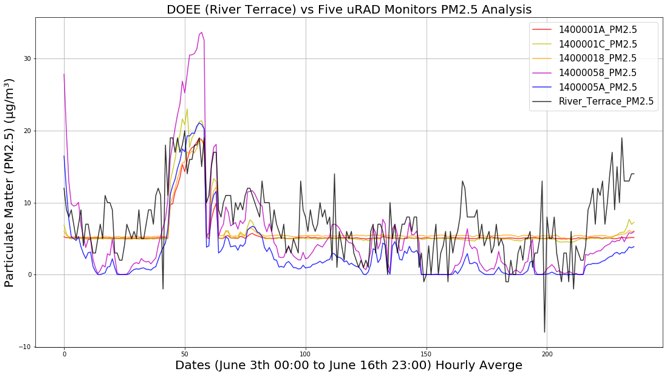 DOEE (River Terrace) vs Five uRAD Monitors PM2.5 Analysis
1400001A_PM2.5
1400001C_PM2.5
14000018_PM2.5
14000058_PM2.5
1400005A_PM2.5
River_Terrace_PM2.5
Particulate Matter (PM2.5) (μg/m³)
30
20
10
0
−10
0
50
100
150
200
Dates (June 3th 00:00 to June 16th 23:00) Hourly Averge